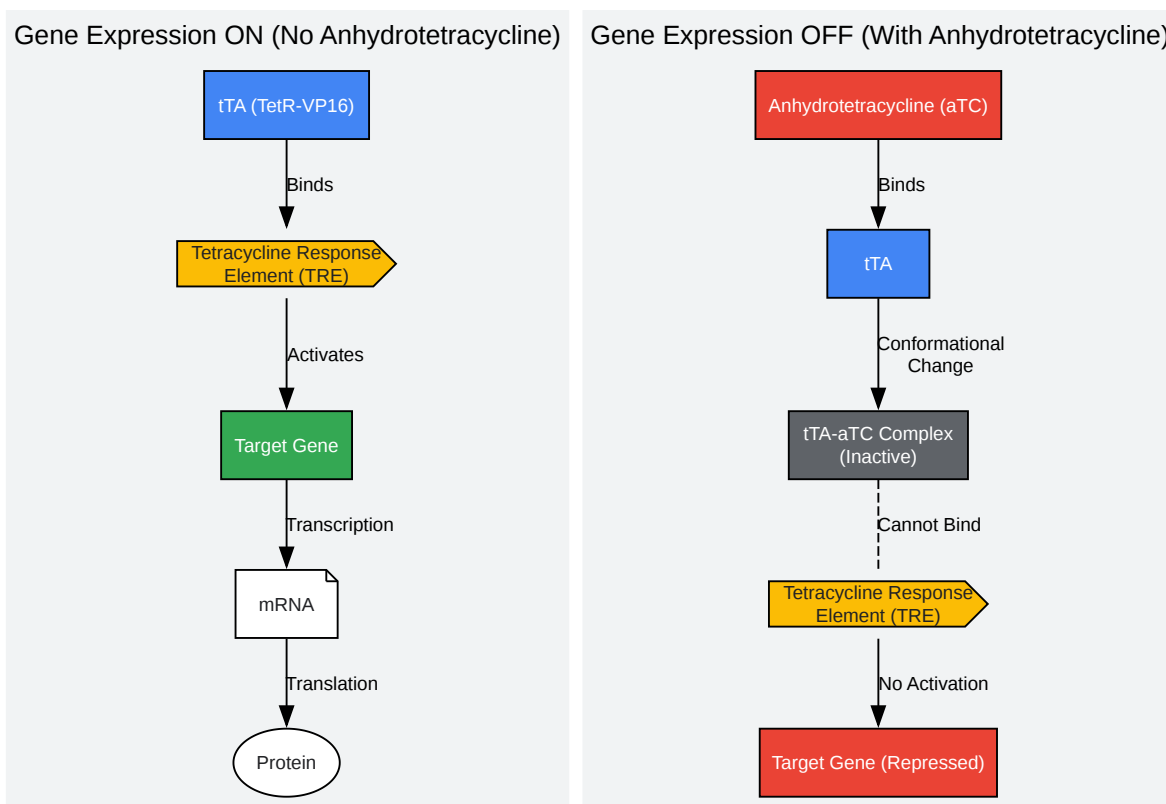 Gene Expression ON (No Anhydrotetracycline)
tTA (TetR-VP16)
Binds
Tetracycline Response
Element (TRE)
Activates
Target Gene
Transcription
mRNA
Translation
Protein
Gene Expression OFF (With Anhydrotetracycline)
Anhydrotetracycline (aTC)
Binds
tTA
Conformational
Change
tTA-aTC Complex
(Inactive)
Cannot Bind
Tetracycline Response
Element (TRE)
No Activation
Target Gene (Repressed)